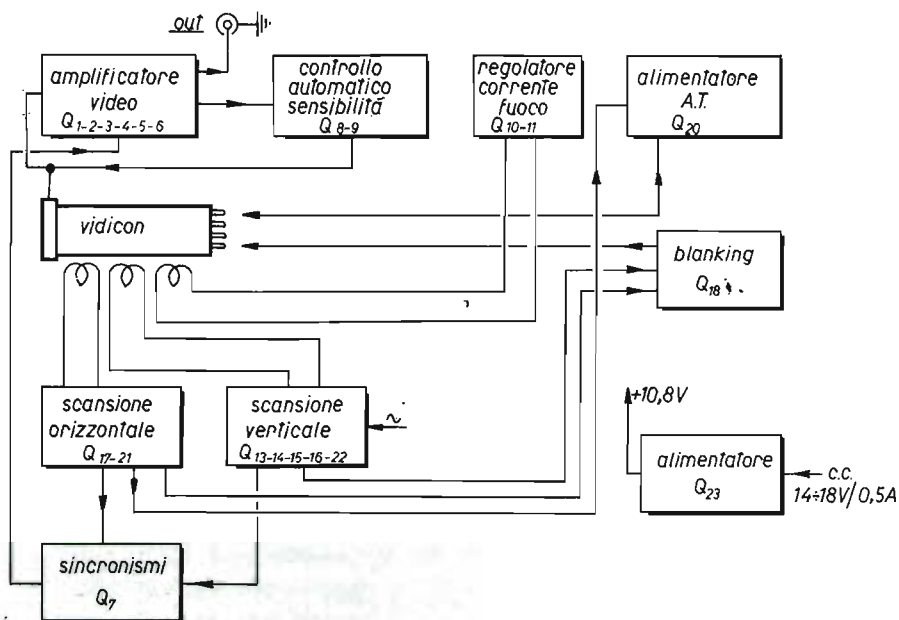 out
amplificatore
video
Q1-2-3-4-5-6
controllo
automatico
sensibilità
Q8-9
regolatore
corrente
fuoco
Q10-11
alimentatore
A.T.
Q20
vidicon
blanking
Q18
scansione
orizzontale
Q17-21
scansione
verticale
Q13-14-15-16-22
~
+10,8V
alimentatore
Q23
c.c.
14÷18V/0,5A
sincronismi
Q7